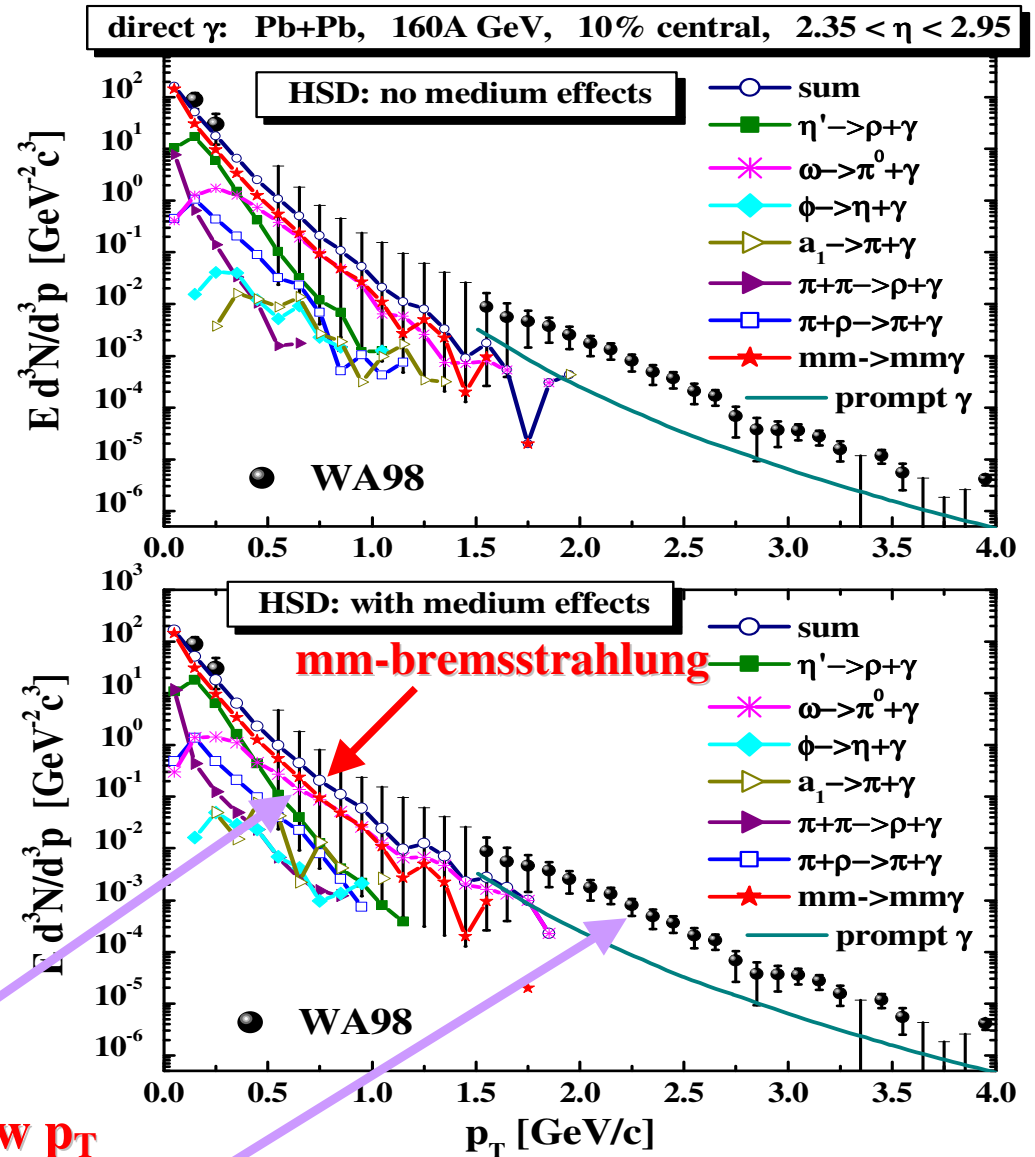 direct γ: Pb+Pb, 160A GeV, 10% central, 2.35 < η < 2.95
HSD: no medium effects
E d³N/d³p [GeV⁻²c³]
10²
10¹
10⁰
10⁻¹
10⁻²
10⁻³
10⁻⁴
10⁻⁵
10⁻⁶
sum
η'->ρ+γ
ω->π⁰+γ
ϕ->η+γ
a₁->π+γ
π+π->ρ+γ
π+ρ->π+γ
mm->mmγ
prompt γ
WA98
0.0 0.5 1.0 1.5 2.0 2.5 3.0 3.5 4.0
HSD: with medium effects
mm-bremsstrahlung
E d³N/d³p [GeV⁻²c³]
10³
10²
10¹
10⁰
10⁻¹
10⁻²
10⁻³
10⁻⁴
10⁻⁵
10⁻⁶
sum
η'->ρ+γ
ω->π⁰+γ
ϕ->η+γ
a₁->π+γ
π+π->ρ+γ
π+ρ->π+γ
mm->mmγ
prompt γ
WA98
0.0 0.5 1.0 1.5 2.0 2.5 3.0 3.5 4.0
p_T [GeV/c]
w p_T